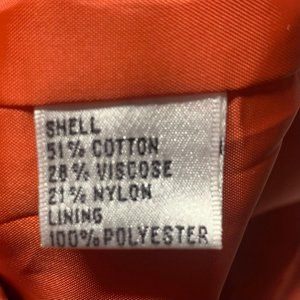 SHELL
51% COTTON
28% VISCOSE
21% NYLON
LINING
100% POLYESTER